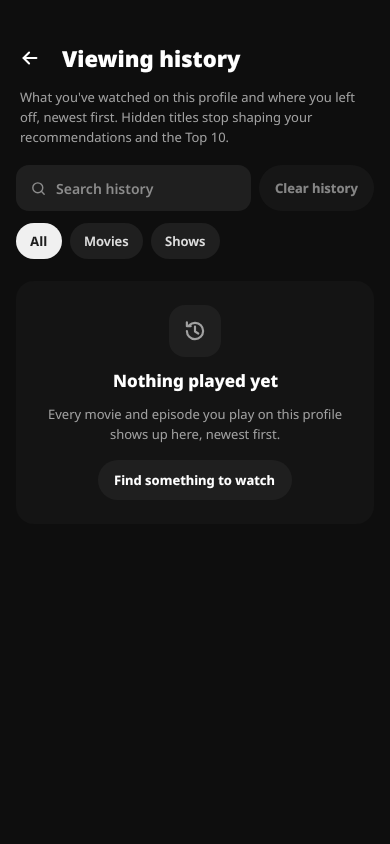 Viewing history
What you've watched on this profile and where you left
off, newest first. Hidden titles stop shaping your
recommendations and the Top 10.
Search history
Clear history
All
Movies
Shows
Nothing played yet
Every movie and episode you play on this profile
shows up here, newest first.
Find something to watch